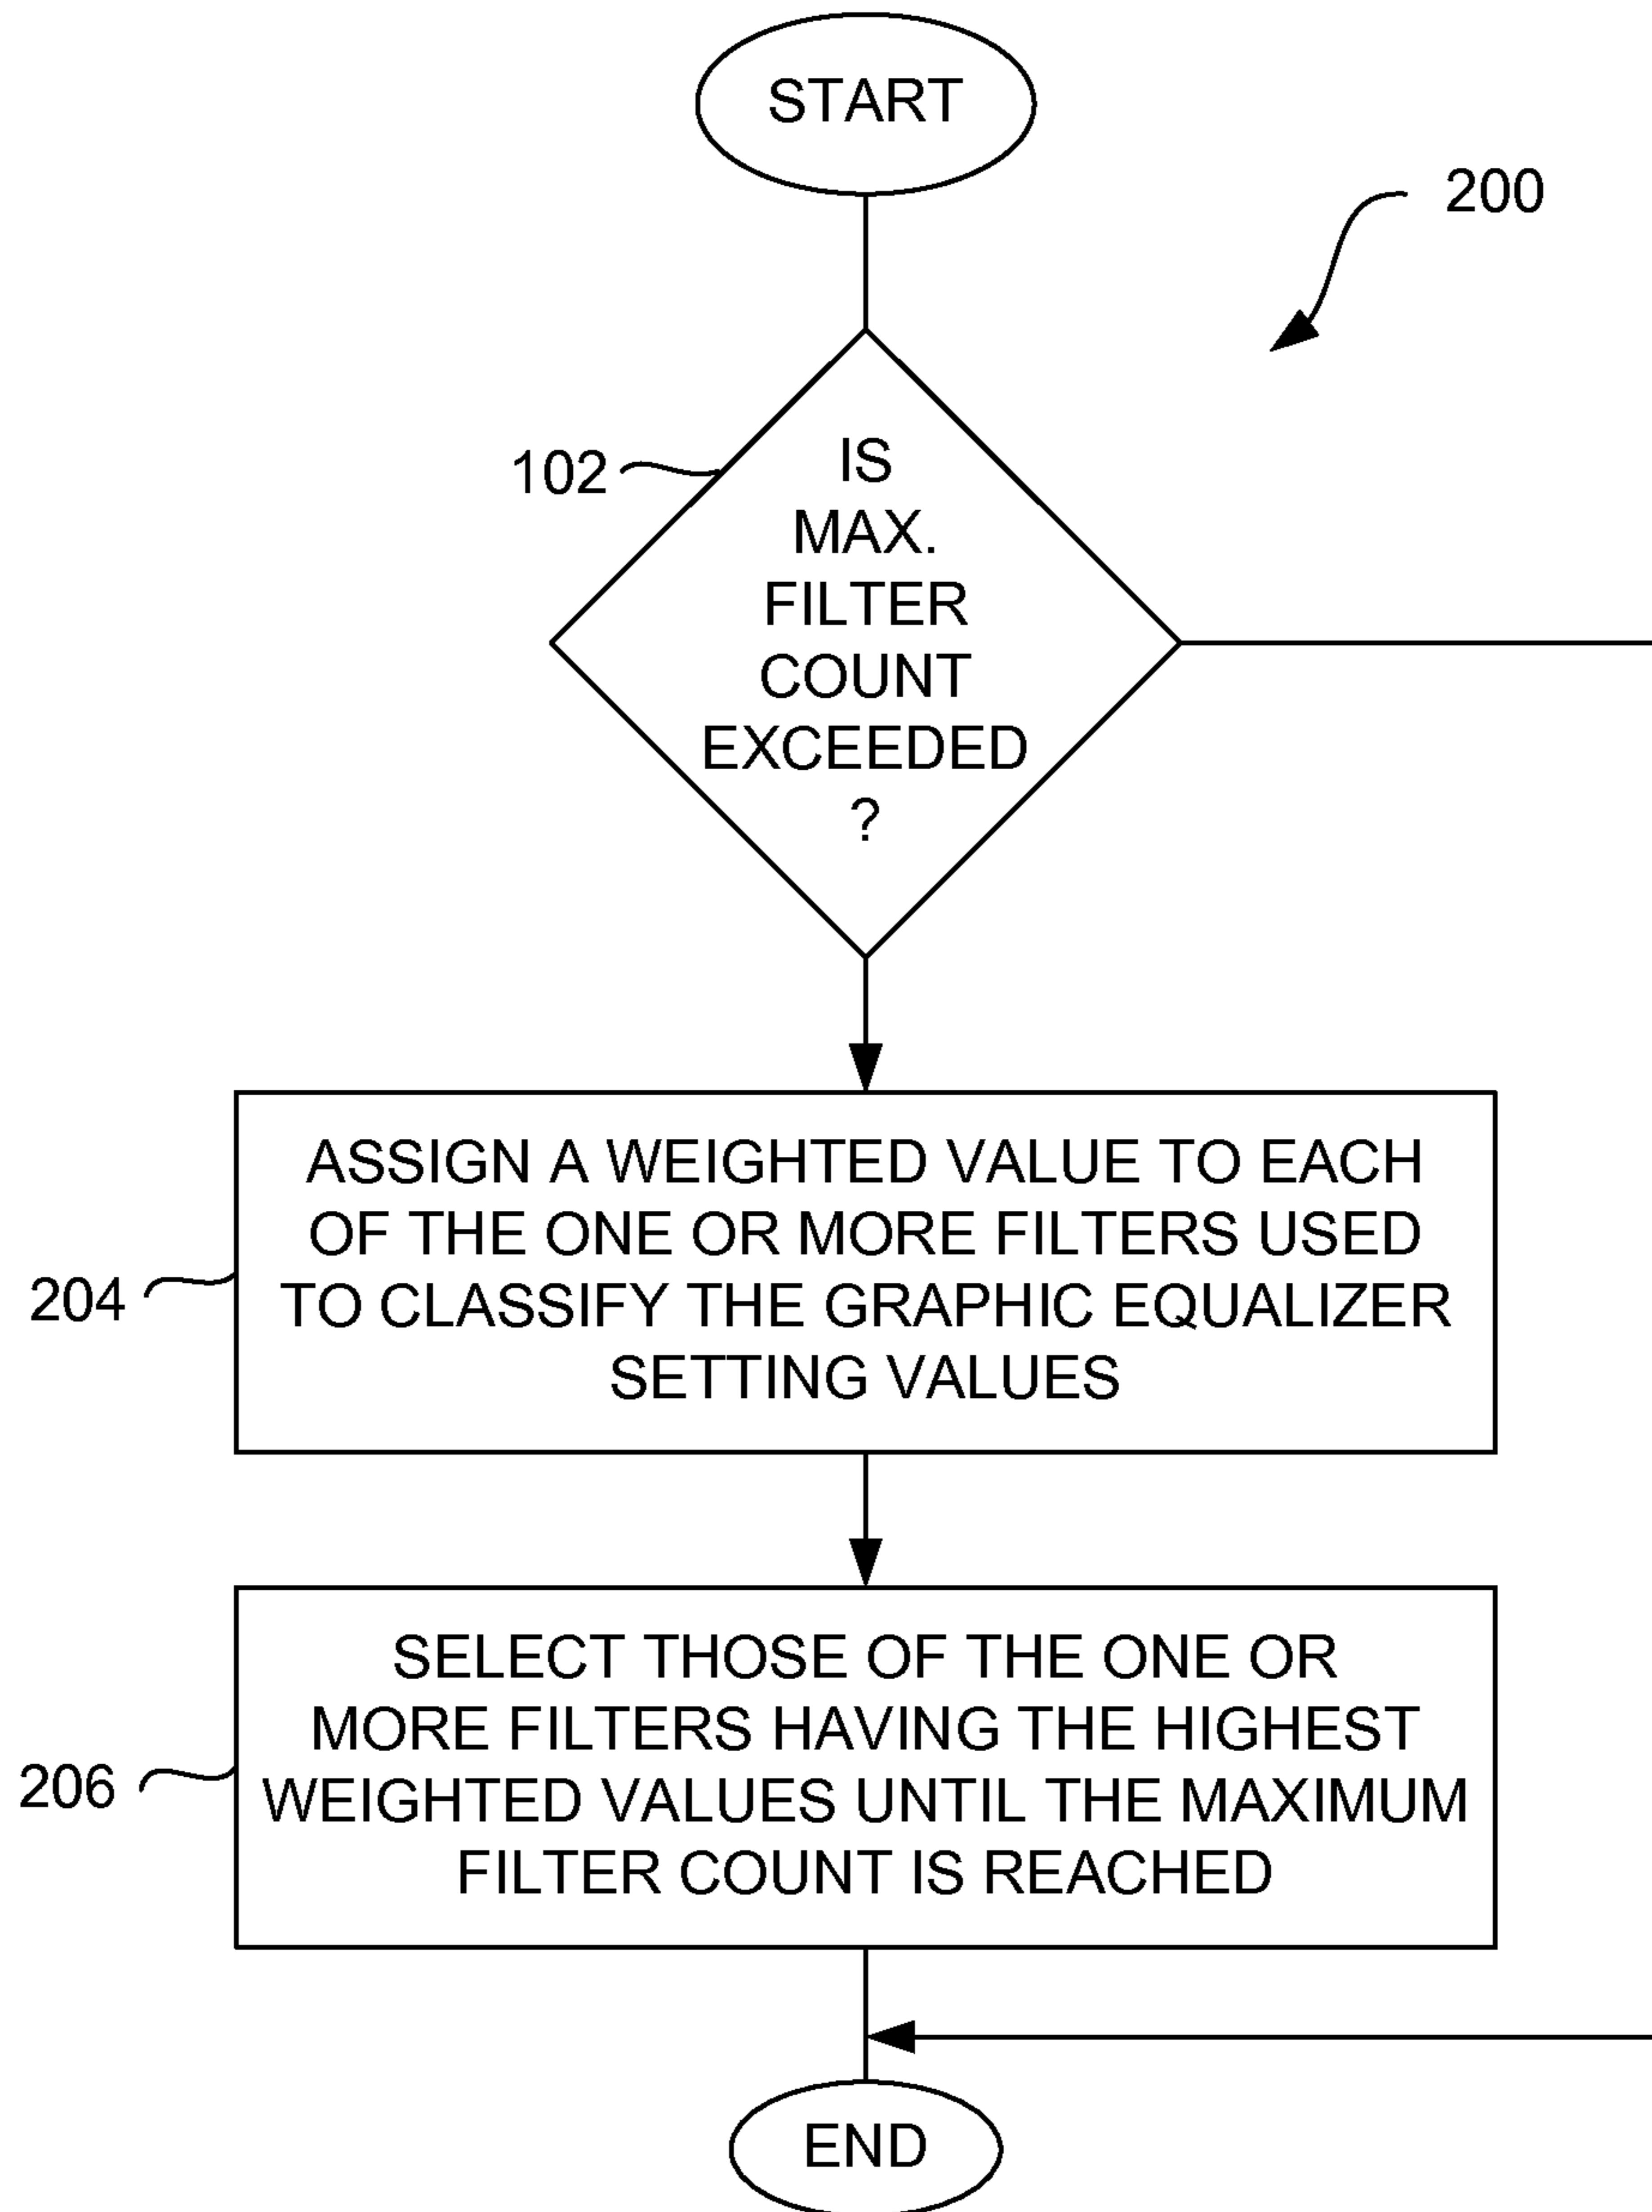 START
200
102
IS
MAX.
FILTER
COUNT
EXCEEDED
?
204
ASSIGN A WEIGHTED VALUE TO EACH
OF THE ONE OR MORE FILTERS USED
TO CLASSIFY THE GRAPHIC EQUALIZER
SETTING VALUES
206
SELECT THOSE OF THE ONE OR
MORE FILTERS HAVING THE HIGHEST
WEIGHTED VALUES UNTIL THE MAXIMUM
FILTER COUNT IS REACHED
END